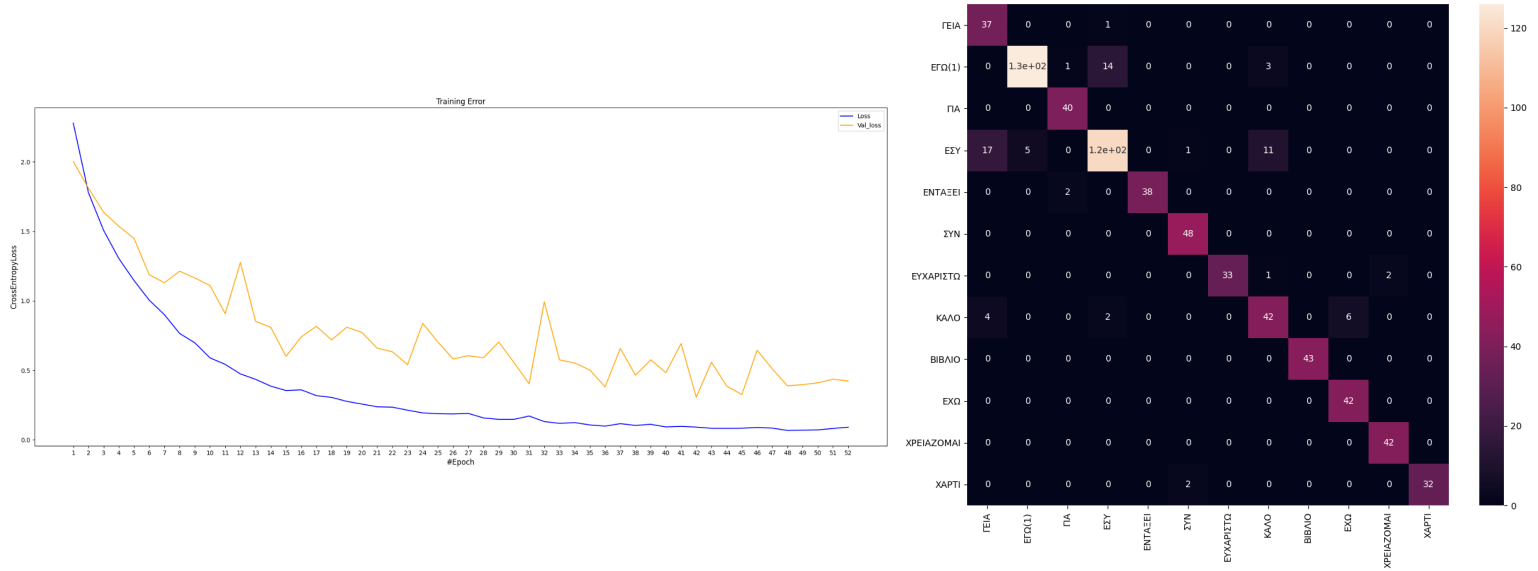 Training Error
Loss
Val_loss
2.0
1.5
1.0
0.5
0.0
CrossEntropyLoss
1 2 3 4 5 6 7 8 9 10 11 12 13 14 15 16 17 18 19 20 21 22 23 24 25 26 27 28 29 30 31 32 33 34 35 36 37 38 39 40 41 42 43 44 45 46 47 48 49 50 51 52
#Epoch
ΓΕΙΑ 37 0 0 1 0 0 0 0 0 0 0 0
ΕΓΩ(1) 0 1.3e+02 1 14 0 0 0 3 0 0 0 0
ΓΙΑ 0 0 40 0 0 0 0 0 0 0 0 0
ΕΣΥ 17 5 0 1.2e+02 0 1 0 11 0 0 0 0
ΕΝΤΑΞΕΙ 0 0 2 0 38 0 0 0 0 0 0 0
ΣΥΝ 0 0 0 0 0 48 0 0 0 0 0 0
ΕΥΧΑΡΙΣΤΩ 0 0 0 0 0 0 33 1 0 0 2 0
ΚΑΛΟ 4 0 0 2 0 0 0 42 0 6 0 0
ΒΙΒΛΙΟ 0 0 0 0 0 0 0 0 43 0 0 0
ΕΧΩ 0 0 0 0 0 0 0 0 0 42 0 0
ΧΡΕΙΑΖΟΜΑΙ 0 0 0 0 0 0 0 0 0 0 42 0
ΧΑΡΤΙ 0 0 0 0 0 2 0 0 0 0 0 32
ΓΕΙΑ
ΕΓΩ(1)
ΓΙΑ
ΕΣΥ
ΕΝΤΑΞΕΙ
ΣΥΝ
ΕΥΧΑΡΙΣΤΩ
ΚΑΛΟ
ΒΙΒΛΙΟ
ΕΧΩ
ΧΡΕΙΑΖΟΜΑΙ
ΧΑΡΤΙ
120
100
80
60
40
20
0